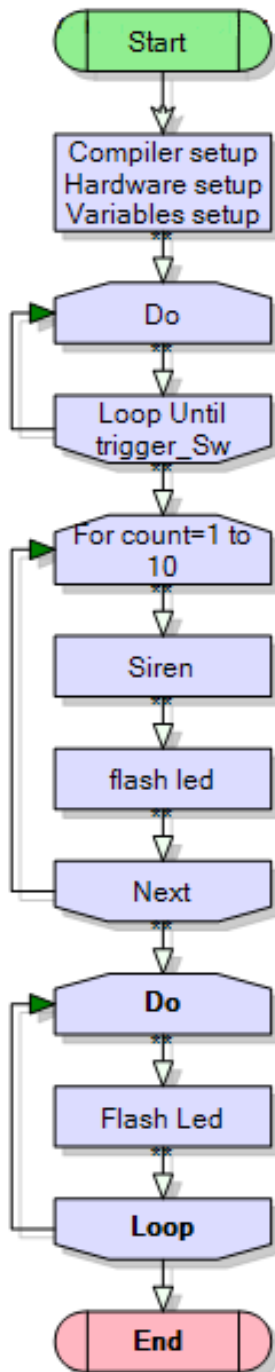 Start
Compiler setup
Hardware setup
Variables setup
**
Do
**
Loop Until
trigger_Sw
**
For count=1 to
10
**
Siren
**
flash led
**
Next
**
Do
**
Flash Led
**
Loop
End